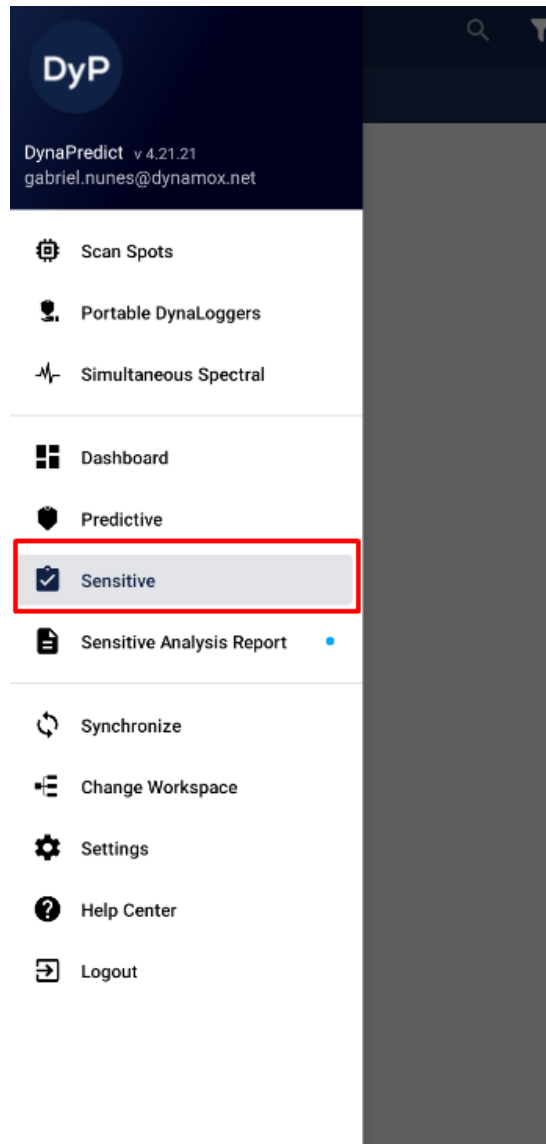 DyP
DynaPredict v 4.21.21
gabriel.nunes@dynamox.net
Scan Spots
Portable DynaLoggers
Simultaneous Spectral
Dashboard
Predictive
Sensitive
Sensitive Analysis Report
Synchronize
Change Workspace
Settings
Help Center
Logout